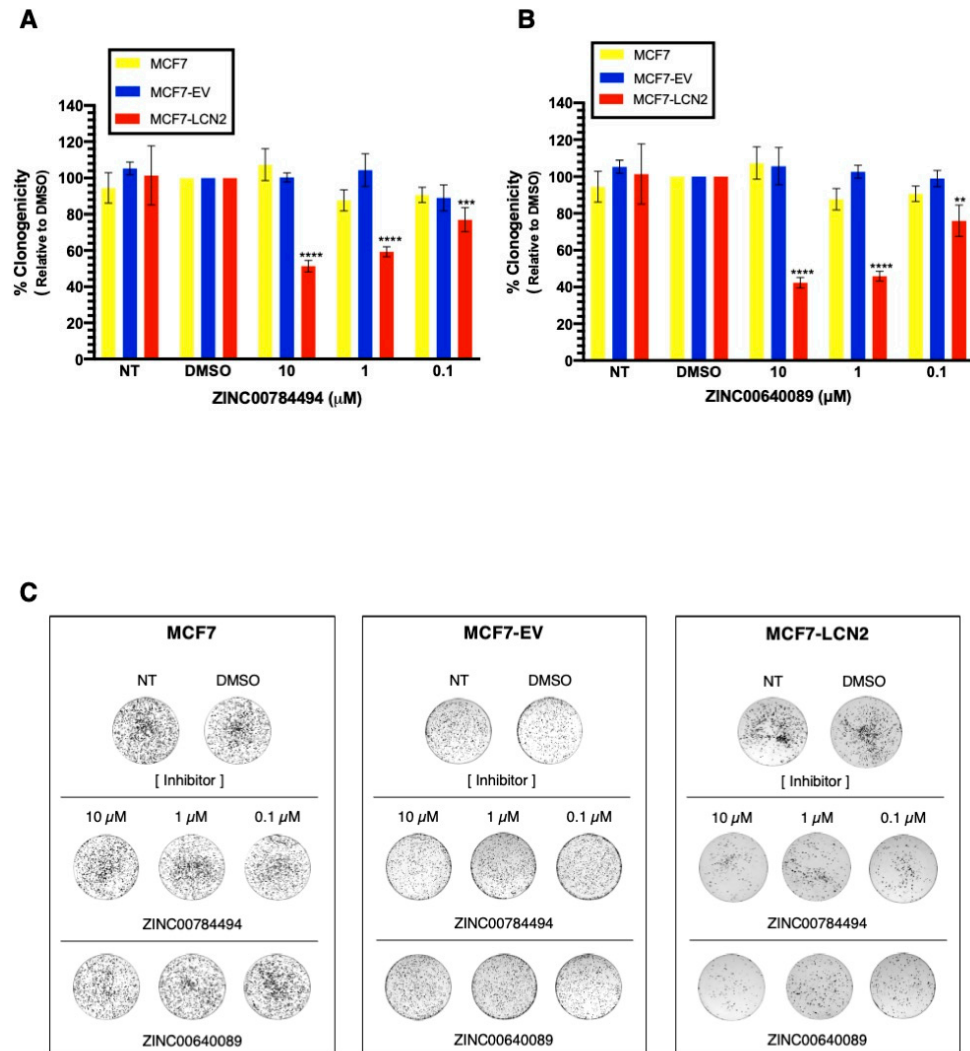 A
MCF7
MCF7-EV
MCF7-LCN2
% Clonogenicity
( Relative to DMSO)
140
120
100
80
60
40
20
0
****
****
***
NT DMSO 10 1 0.1
ZINC00784494 (μM)
B
MCF7
MCF7-EV
MCF7-LCN2
% Clonogenicity
( Relative to DMSO)
140
120
100
80
60
40
20
0
****
****
**
NT DMSO 10 1 0.1
ZINC00640089 (μM)
C
MCF7
NT DMSO
[ Inhibitor ]
10 μM 1 μM 0.1 μM
ZINC00784494
ZINC00640089
MCF7-EV
NT DMSO
[ Inhibitor ]
10 μM 1 μM 0.1 μM
ZINC00784494
ZINC00640089
MCF7-LCN2
NT DMSO
[ Inhibitor ]
10 μM 1 μM 0.1 μM
ZINC00784494
ZINC00640089